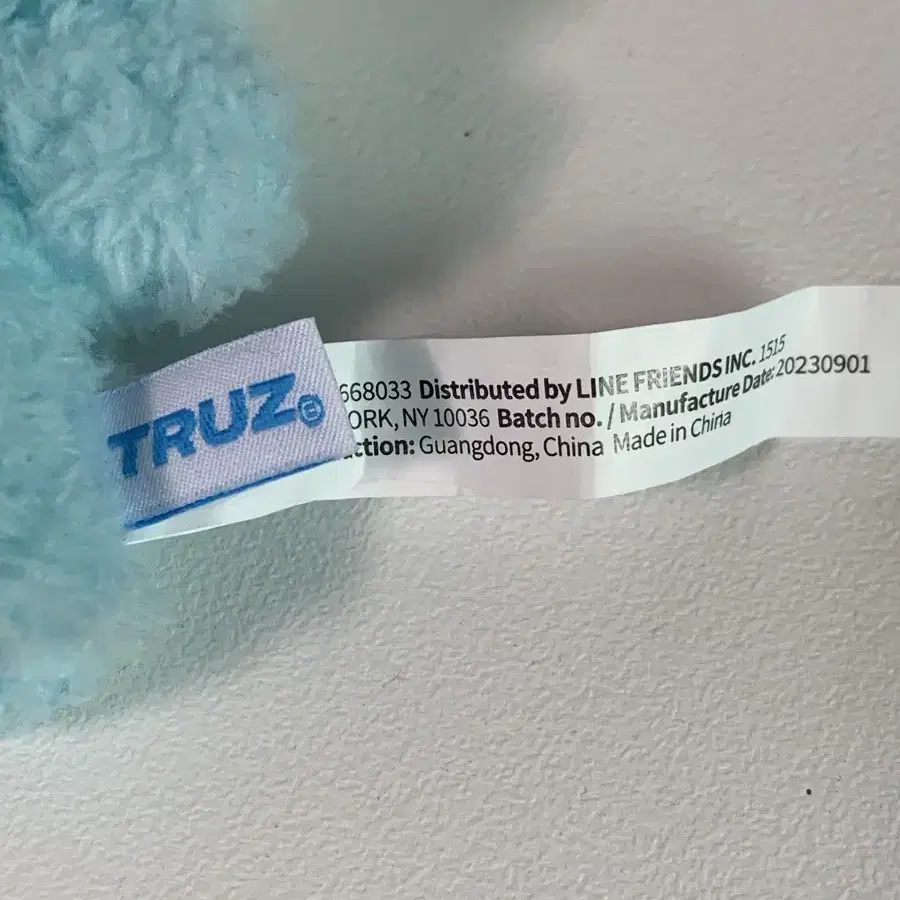 TRUZ©
668033 Distributed by LINE FRIENDS INC. 1515
ORK, NY 10036 Batch no. / Manufacture Date: 20230901
ction: Guangdong, China Made in China